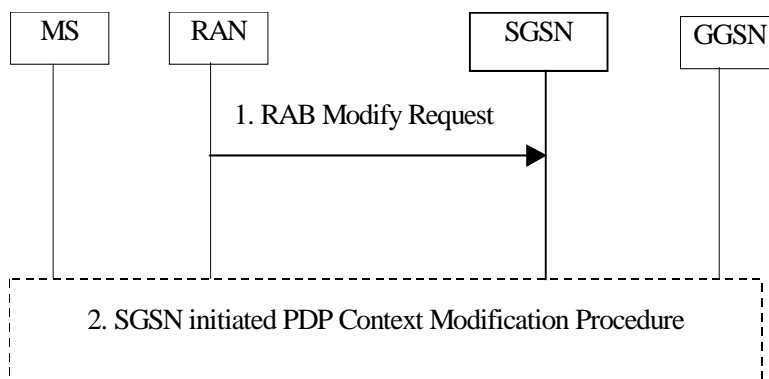 MS RAN SGSN GGSN
1. RAB Modify Request
2. SGSN initiated PDP Context Modification Procedure